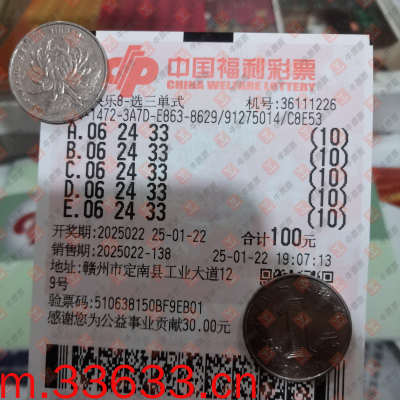 中国福利彩票
CHINA WELFARE LOTTERY
快乐8-选三单式 机号:36111226
1472-3A7D-E863-8629/91275014/C8E53
A.06 24 33 (10)
B.06 24 33 (10)
C.06 24 33 (10)
D.06 24 33 (10)
E.06 24 33 (10)
开奖期:2025022 25-01-22 合计100元
销售期:2025022-138 25-01-22 19:07:13
地址:赣州市定南县工业大道12
9号
验票码:510638150BF9EB01
感谢您为公益事业贡献30.00元
m.33633.cn